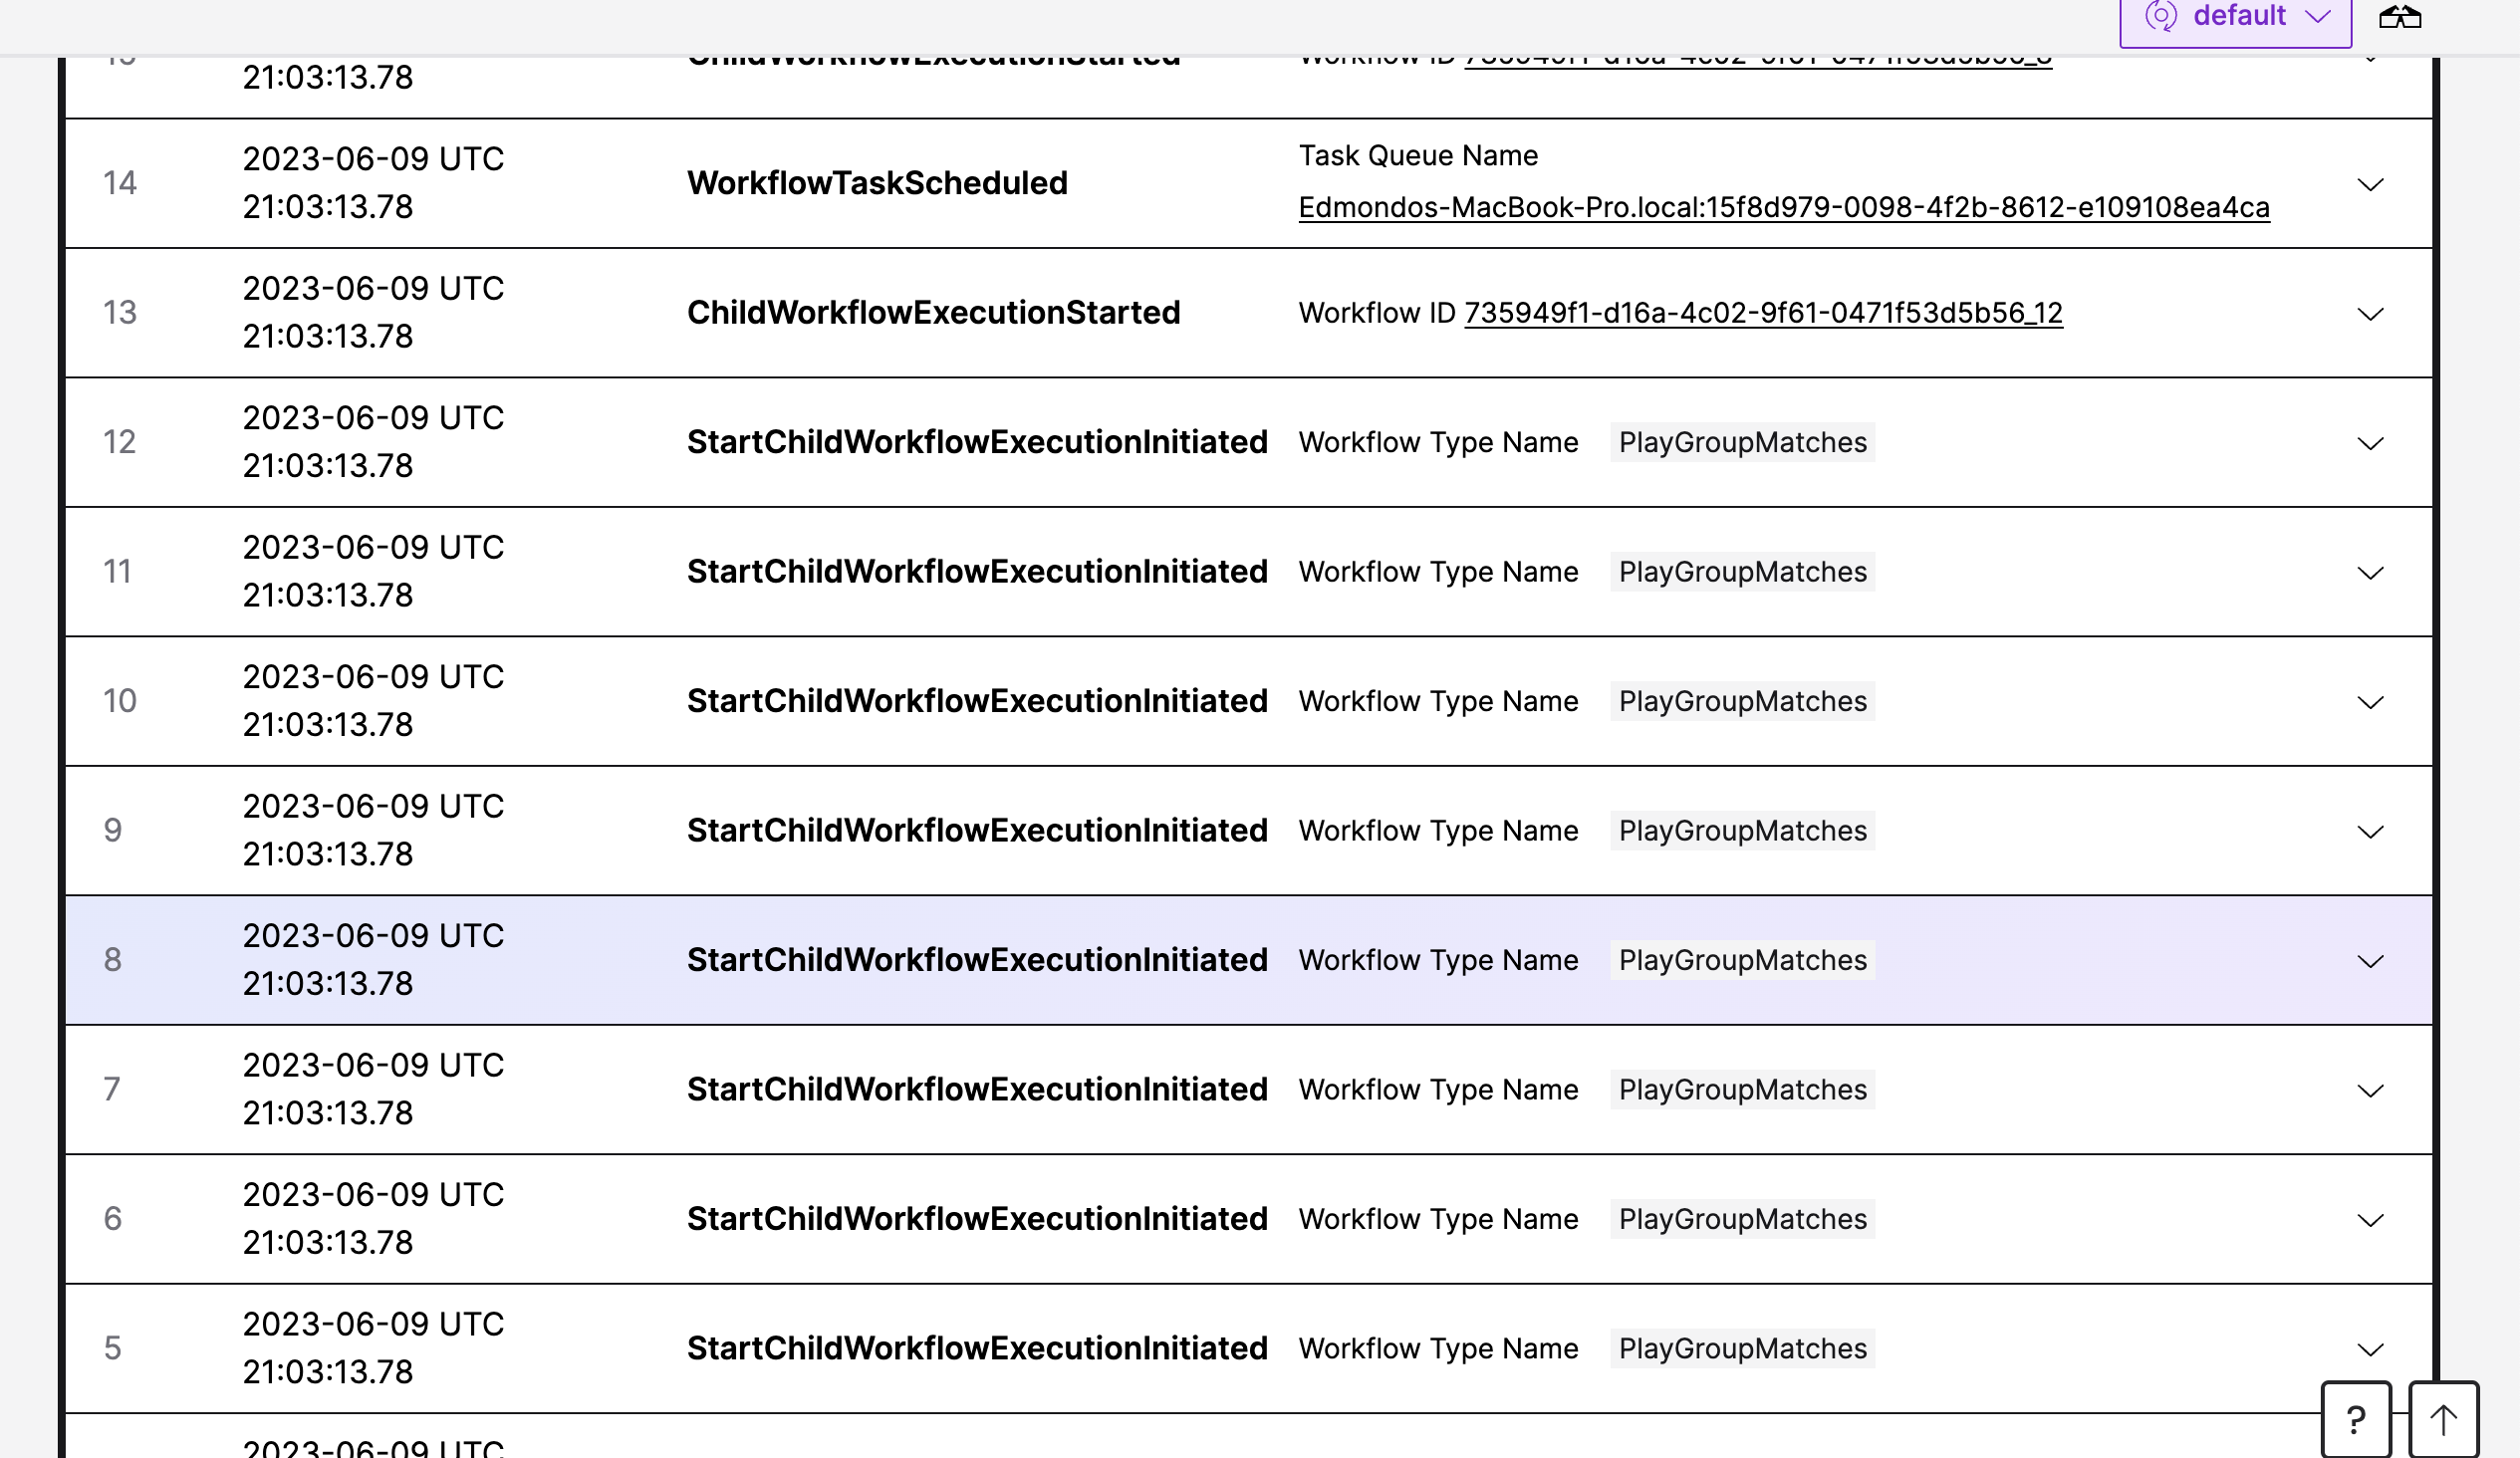 default
21:03:13.78
14
2023-06-09 UTC
21:03:13.78
WorkflowTaskScheduled
Task Queue Name
Edmondos-MacBook-Pro.local:15f8d979-0098-4f2b-8612-e109108ea4ca
13
2023-06-09 UTC
21:03:13.78
ChildWorkflowExecutionStarted
Workflow ID 735949f1-d16a-4c02-9f61-0471f53d5b56_12
12
2023-06-09 UTC
21:03:13.78
StartChildWorkflowExecutionInitiated
Workflow Type Name PlayGroupMatches
11
2023-06-09 UTC
21:03:13.78
StartChildWorkflowExecutionInitiated
Workflow Type Name PlayGroupMatches
10
2023-06-09 UTC
21:03:13.78
StartChildWorkflowExecutionInitiated
Workflow Type Name PlayGroupMatches
9
2023-06-09 UTC
21:03:13.78
StartChildWorkflowExecutionInitiated
Workflow Type Name PlayGroupMatches
8
2023-06-09 UTC
21:03:13.78
StartChildWorkflowExecutionInitiated
Workflow Type Name PlayGroupMatches
7
2023-06-09 UTC
21:03:13.78
StartChildWorkflowExecutionInitiated
Workflow Type Name PlayGroupMatches
6
2023-06-09 UTC
21:03:13.78
StartChildWorkflowExecutionInitiated
Workflow Type Name PlayGroupMatches
5
2023-06-09 UTC
21:03:13.78
StartChildWorkflowExecutionInitiated
Workflow Type Name PlayGroupMatches
2023-06-09 UTC
?